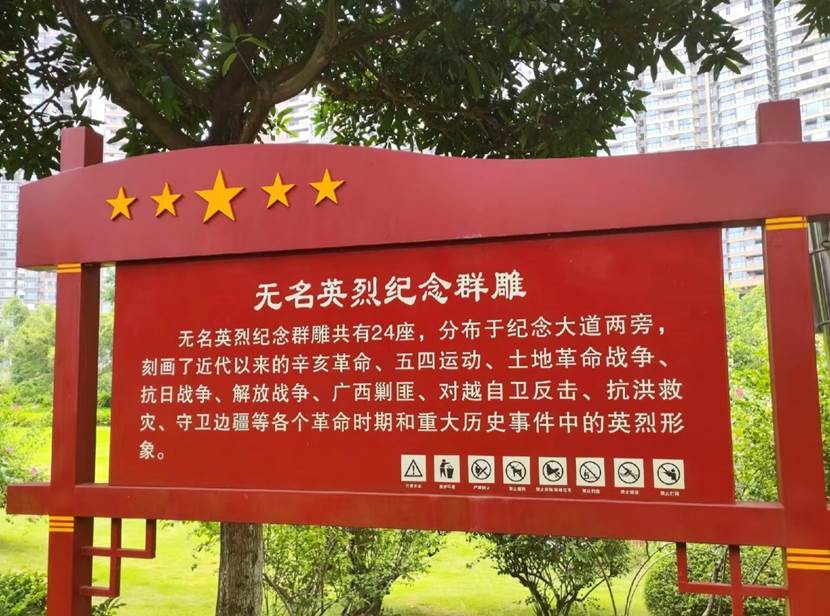 无名英烈纪念群雕
无名英烈纪念群雕共有24座，分布于纪念大道两旁，
刻画了近代以来的辛亥革命、五四运动、土地革命战争、
抗日战争、解放战争、广西剿匪、对越自卫反击、抗洪救
灾、守卫边疆等各个革命时期和重大历史事件中的英烈形
象。